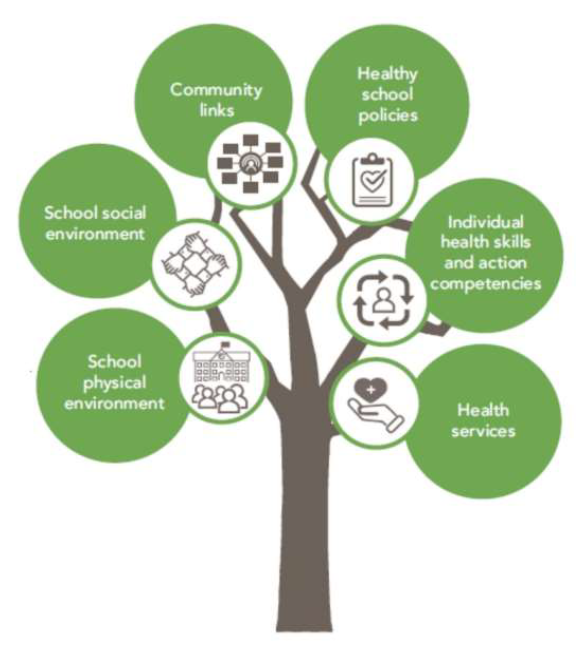 Community
links
Healthy
school
policies
School social
environment
Individual
health skills
and action
competencies
School
physical
environment
Health
services